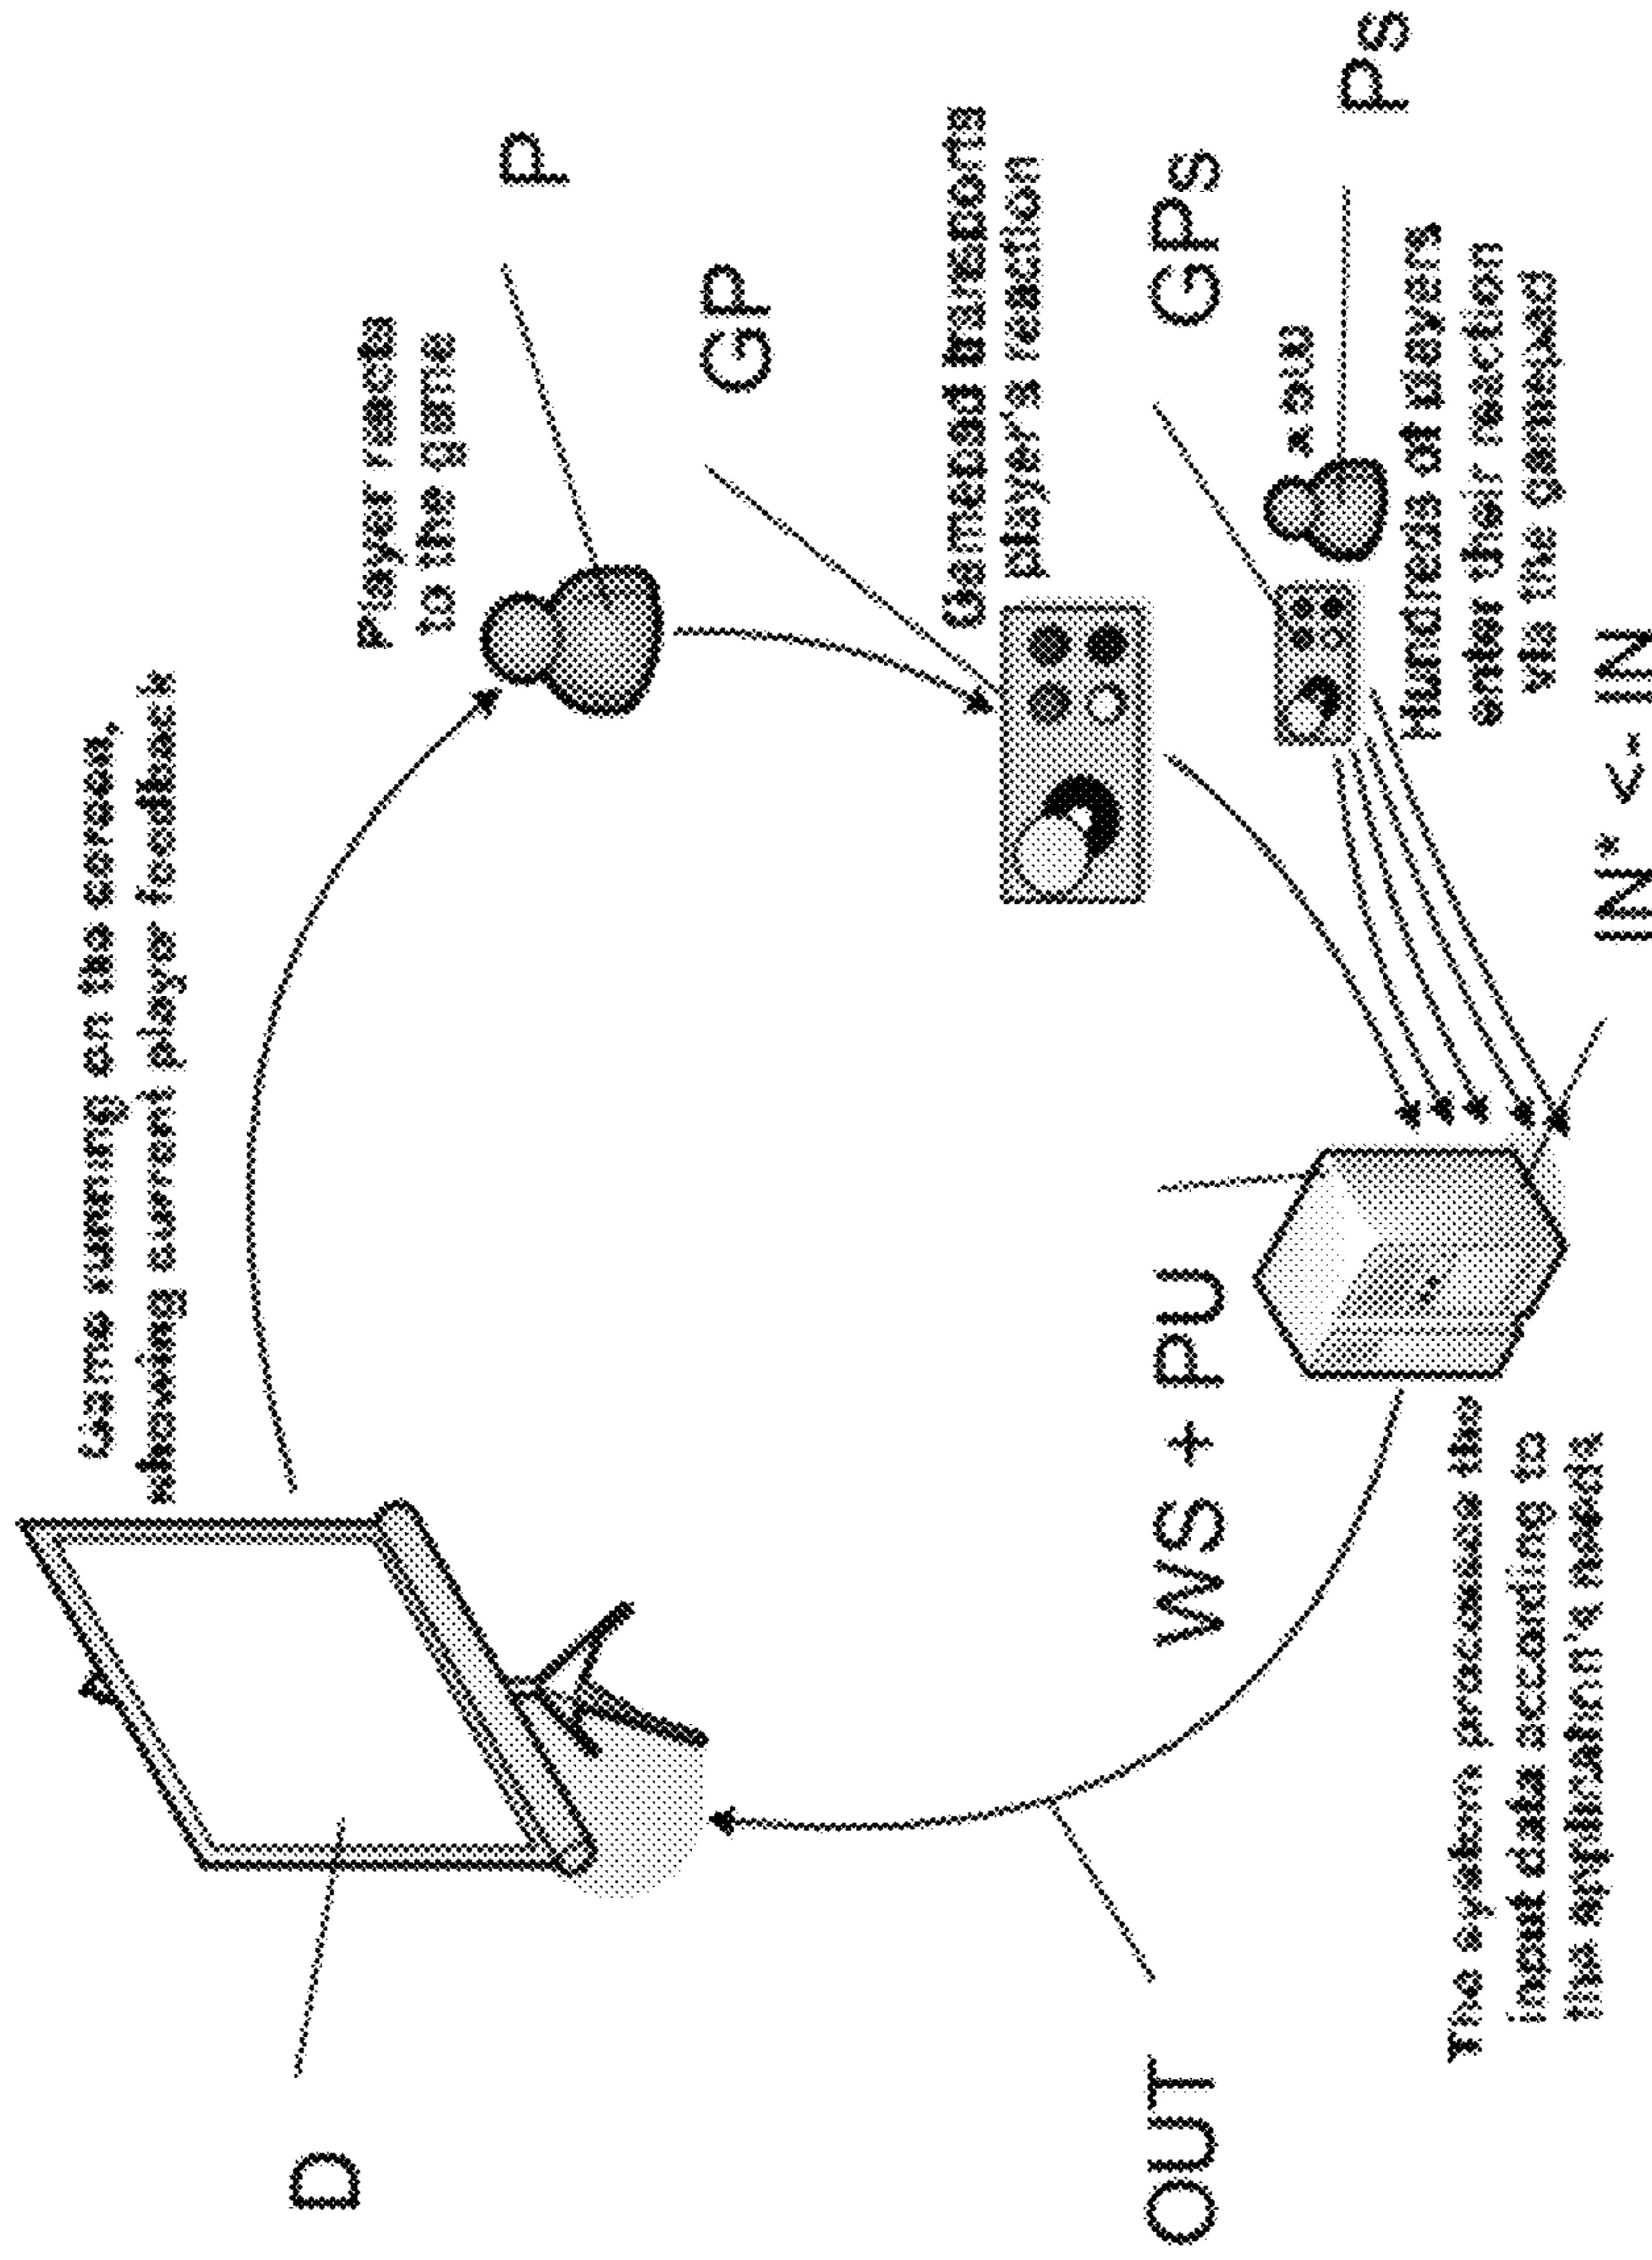 D
Game running on the screen,
showing current player feedback
Player reacts
to the game
P
GP
Gamepad transports
player's reaction
GPs
x
Ps
Hundreds of players
enter their reaction
via the gamepad
IN* <- IN
WS + PU
The system processes the
input data according to
the application's needs
OUT